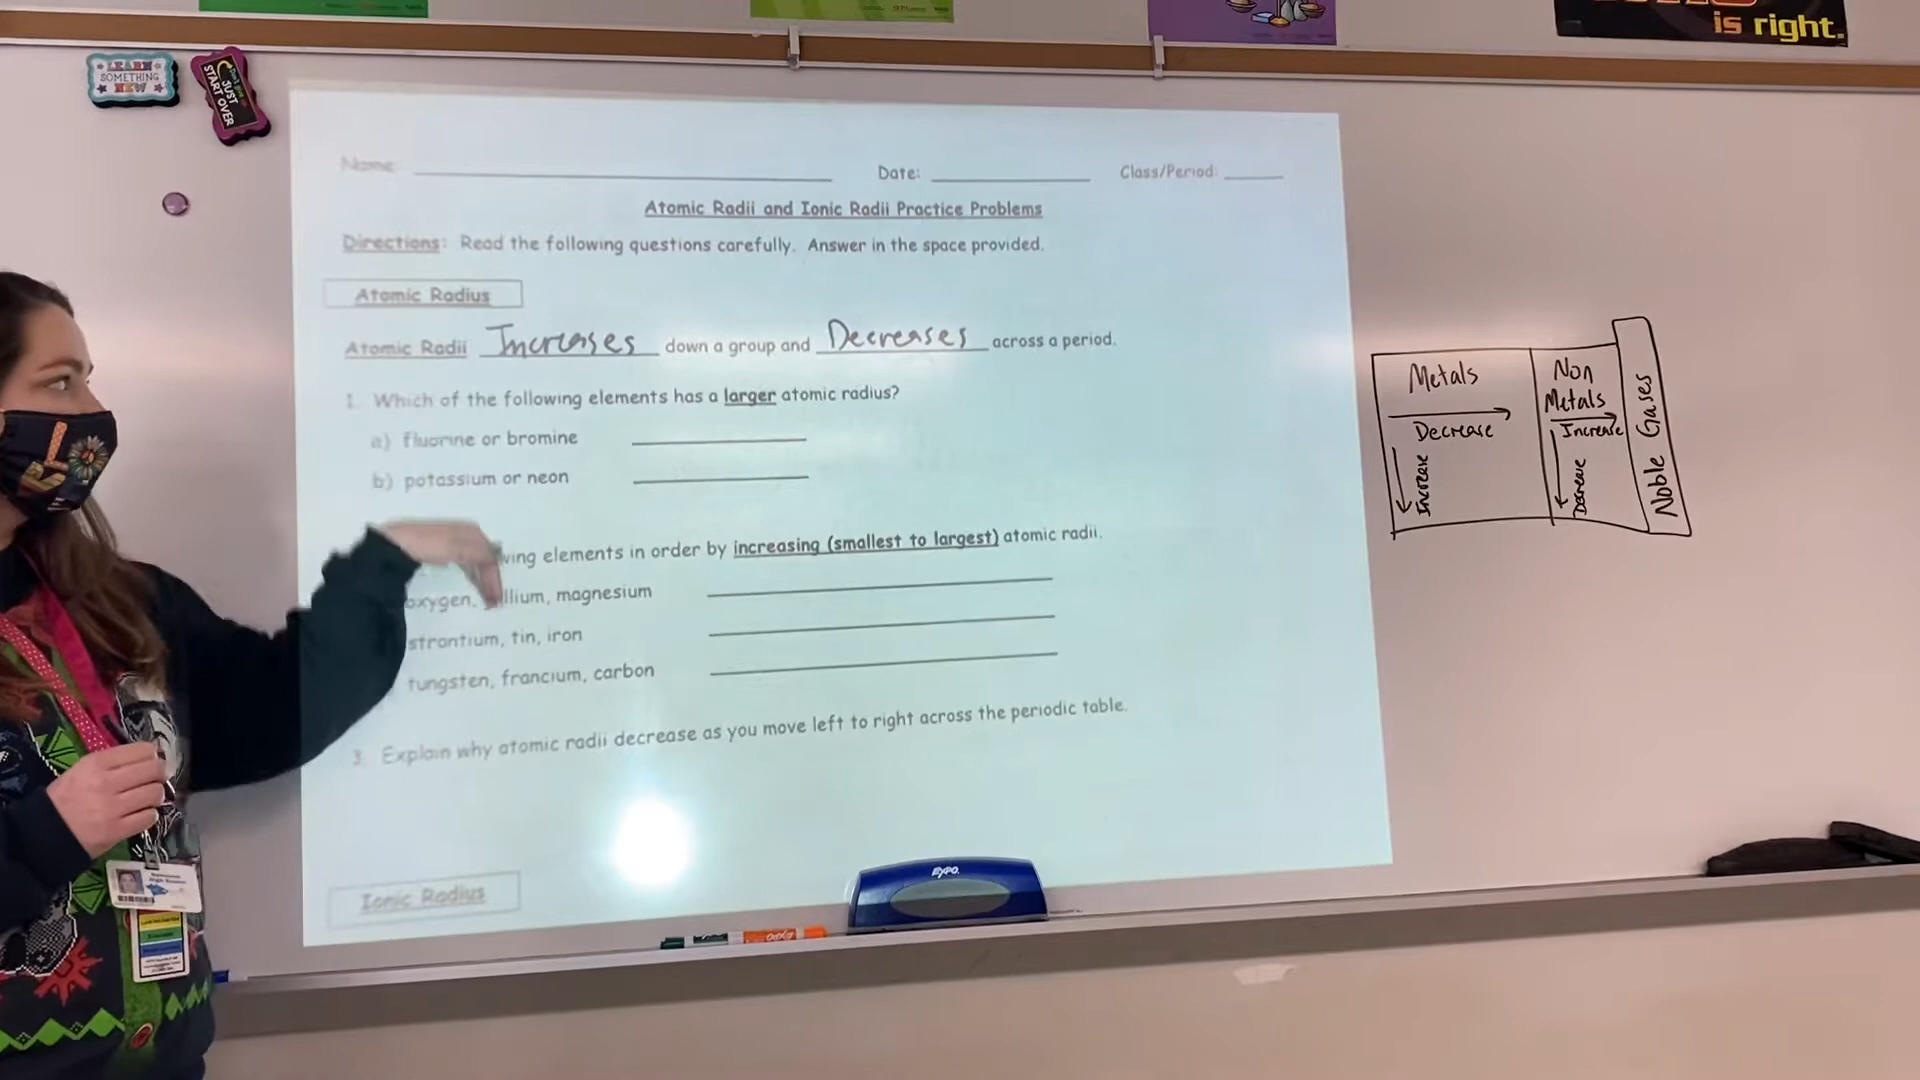 is right.
LEARN
SOMETHING
NEW
JUST
START OVER
Name: Date: Class/Period:
Atomic Radii and Ionic Radii Practice Problems
Directions: Read the following questions carefully. Answer in the space provided.
Atomic Radius
Atomic Radii Increases down a group and Decreases across a period.
1. Which of the following elements has a larger atomic radius?
a) fluorine or bromine
b) potassium or neon
wing elements in order by increasing (smallest to largest) atomic radii.
oxygen, llium, magnesium
strontium, tin, iron
tungsten, francium, carbon
3. Explain why atomic radii decrease as you move left to right across the periodic table.
Ionic Radius
Metals
Decrease
Increase
Non
Metals
Increase
Decrease
Noble Gases
EXPO
EXPO